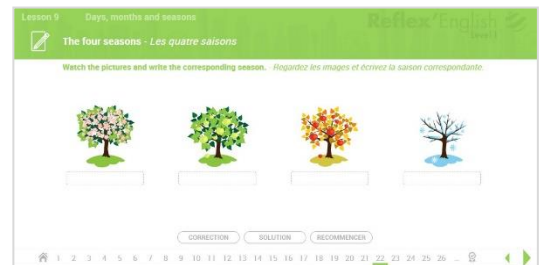 Lesson 9 Days, months and seasons
Reflex'English
Level 1
The four seasons - Les quatre saisons
Watch the pictures and write the corresponding season. - Regardez les images et écrivez la saison correspondante.
CORRECTION SOLUTION RECOMMENCER
1 2 3 4 5 6 7 8 9 10 11 12 13 14 15 16 17 18 19 20 21 22 23 24 25 26 ...